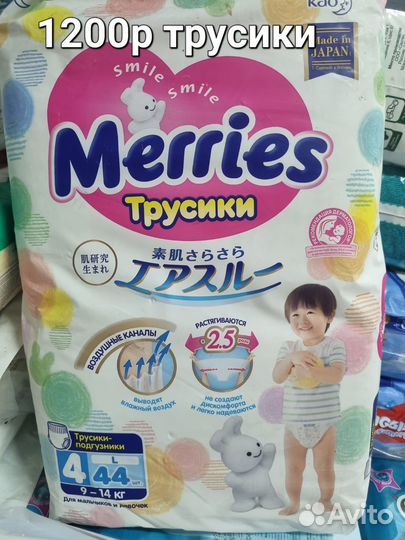 1200р трусики
Kao
Made in
JAPAN
Smile Smile
Merries
Трусики
肌研究
生まれ
素肌さらさら
エアスルー
ВОЗДУШНЫЕ КАНАЛЫ
выводят
влажный воздух
РАСТЯГИВАЮТСЯ
2.5
не создают
дискомфорта
и легко надеваются
Трусики-
подгузники
4
L
44
шт.
9-14 кг
Для мальчиков и девочек
Avito